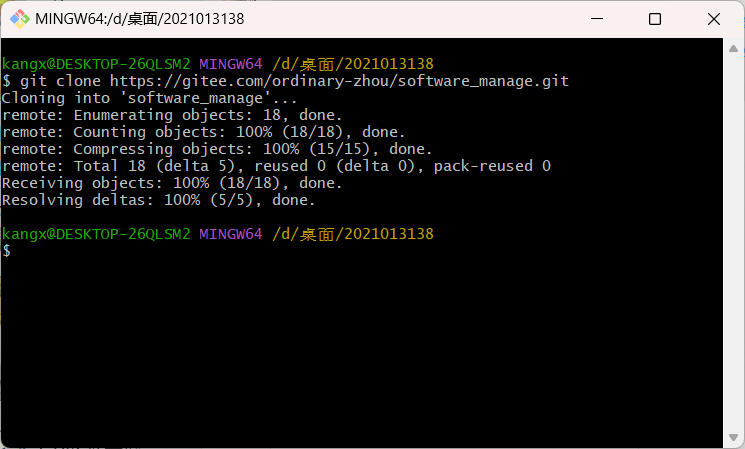 MINGW64:/d/桌面/2021013138
kangx@DESKTOP-26QLSM2 MINGW64 /d/桌面/2021013138
$ git clone https://gitee.com/ordinary-zhou/software_manage.git
Cloning into 'software_manage'...
remote: Enumerating objects: 18, done.
remote: Counting objects: 100% (18/18), done.
remote: Compressing objects: 100% (15/15), done.
remote: Total 18 (delta 5), reused 0 (delta 0), pack-reused 0
Receiving objects: 100% (18/18), done.
Resolving deltas: 100% (5/5), done.
kangx@DESKTOP-26QLSM2 MINGW64 /d/桌面/2021013138
$